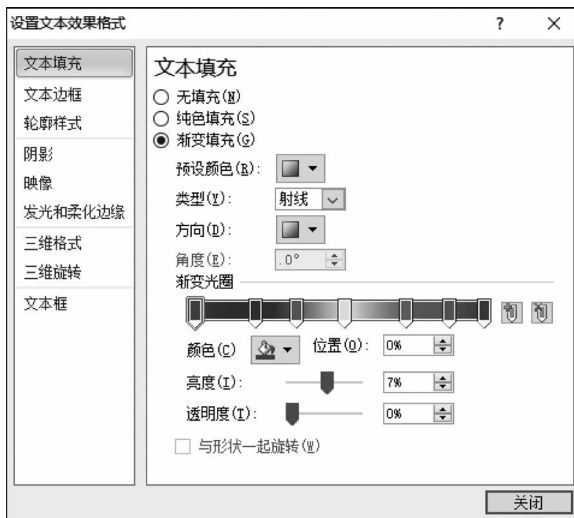 设置文本效果格式 ?
文本填充
文本边框
轮廓样式
阴影
映像
发光和柔化边缘
三维格式
三维旋转
文本框
文本填充
无填充(N)
纯色填充(S)
渐变填充(G)
预设颜色(R):
类型(Y): 射线
方向(D):
角度(E): .0°
渐变光圈
颜色(C) 位置(O): 0%
亮度(I): 7%
透明度(T): 0%
与形状一起旋转(W)
关闭